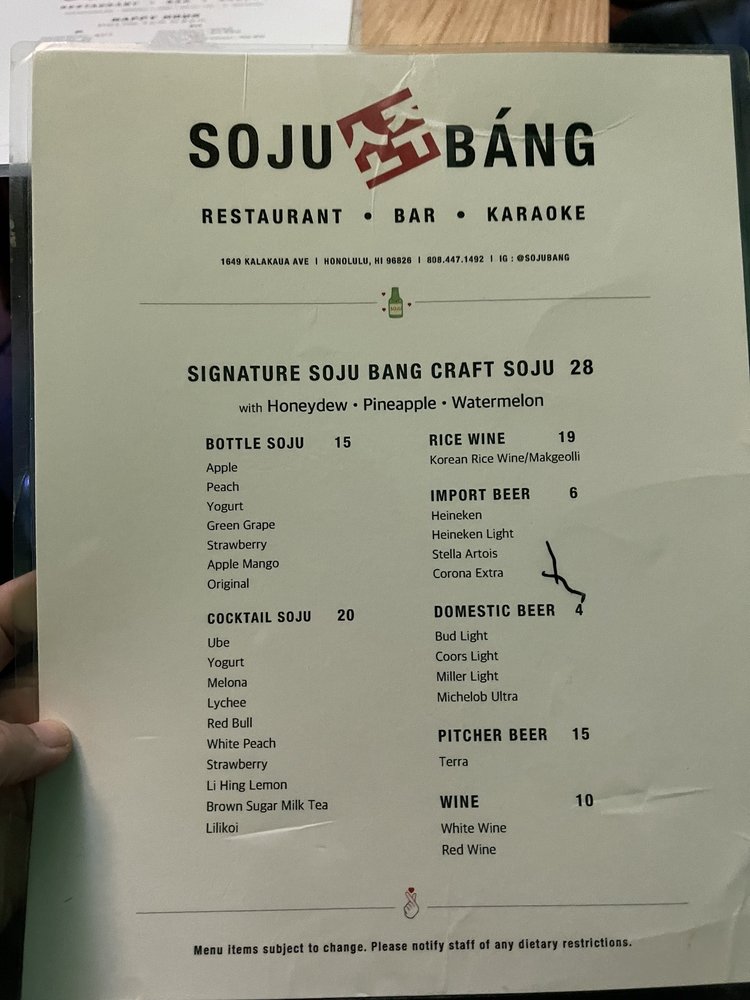 SOJU BÁNG
RESTAURANT • BAR • KARAOKE
1649 KALAKAUA AVE | HONOLULU, HI 96826 | 808.447.1492 | IG : @SOJUBANG
SOJU
SIGNATURE SOJU BANG CRAFT SOJU 28
with Honeydew • Pineapple • Watermelon
BOTTLE SOJU 15
Apple
Peach
Yogurt
Green Grape
Strawberry
Apple Mango
Original
COCKTAIL SOJU 20
Ube
Yogurt
Melona
Lychee
Red Bull
White Peach
Strawberry
Li Hing Lemon
Brown Sugar Milk Tea
Lilikoi
RICE WINE 19
Korean Rice Wine/Makgeolli
IMPORT BEER 6
Heineken
Heineken Light
Stella Artois
Corona Extra
DOMESTIC BEER 4
Bud Light
Coors Light
Miller Light
Michelob Ultra
PITCHER BEER 15
Terra
WINE 10
White Wine
Red Wine
Menu items subject to change. Please notify staff of any dietary restrictions.